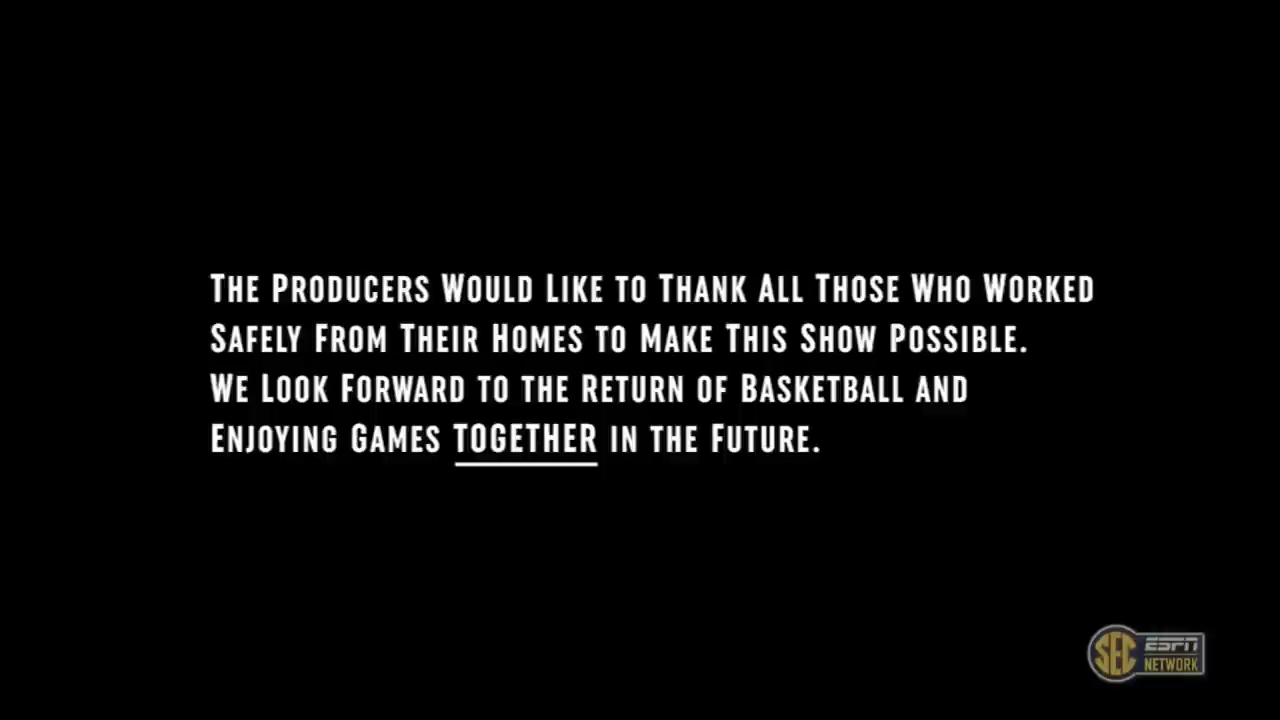 The Producers Would Like to Thank All Those Who Worked
Safely From Their Homes to Make This Show Possible.
We Look Forward to the Return of Basketball and
Enjoying Games TOGETHER in the Future.
SEC ESPN
NETWORK